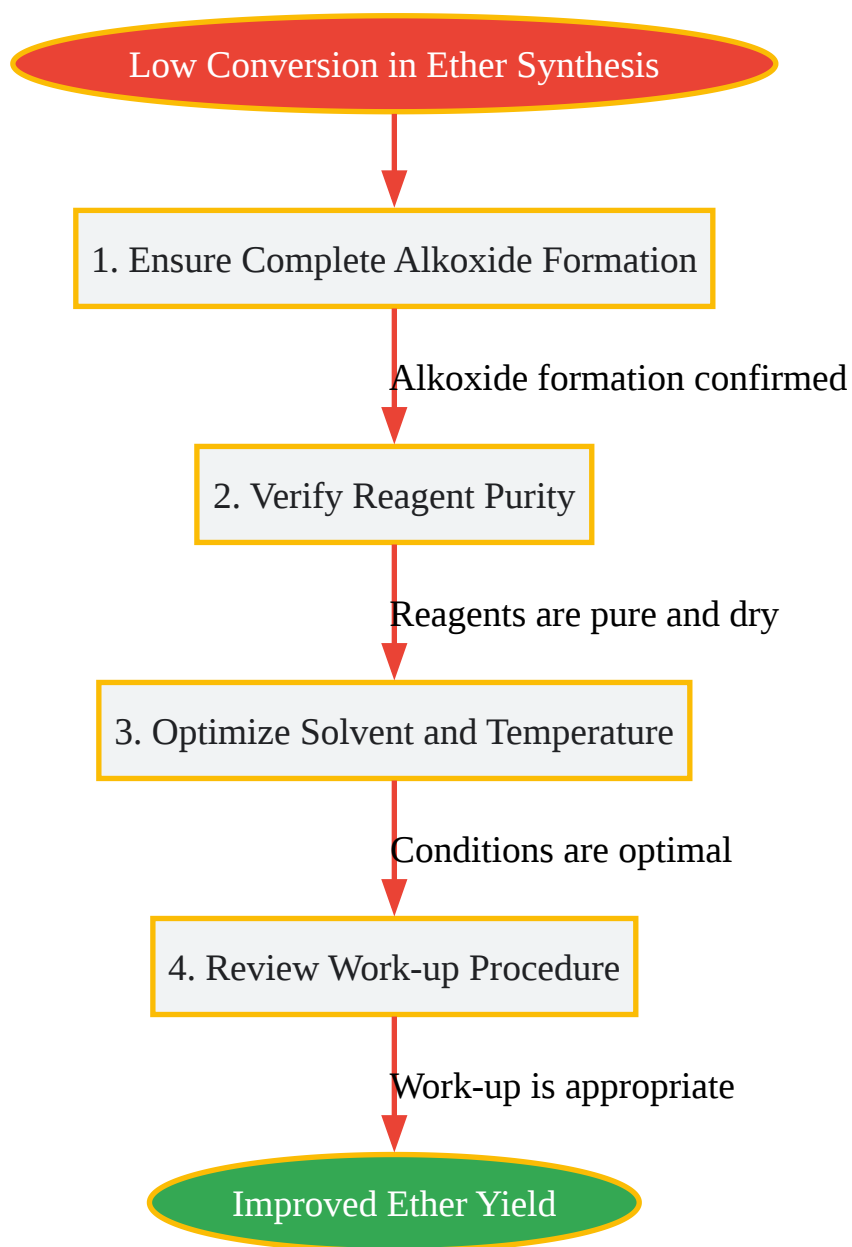 Low Conversion in Ether Synthesis
1. Ensure Complete Alkoxide Formation
Alkoxide formation confirmed
2. Verify Reagent Purity
Reagents are pure and dry
3. Optimize Solvent and Temperature
Conditions are optimal
4. Review Work-up Procedure
Work-up is appropriate
Improved Ether Yield